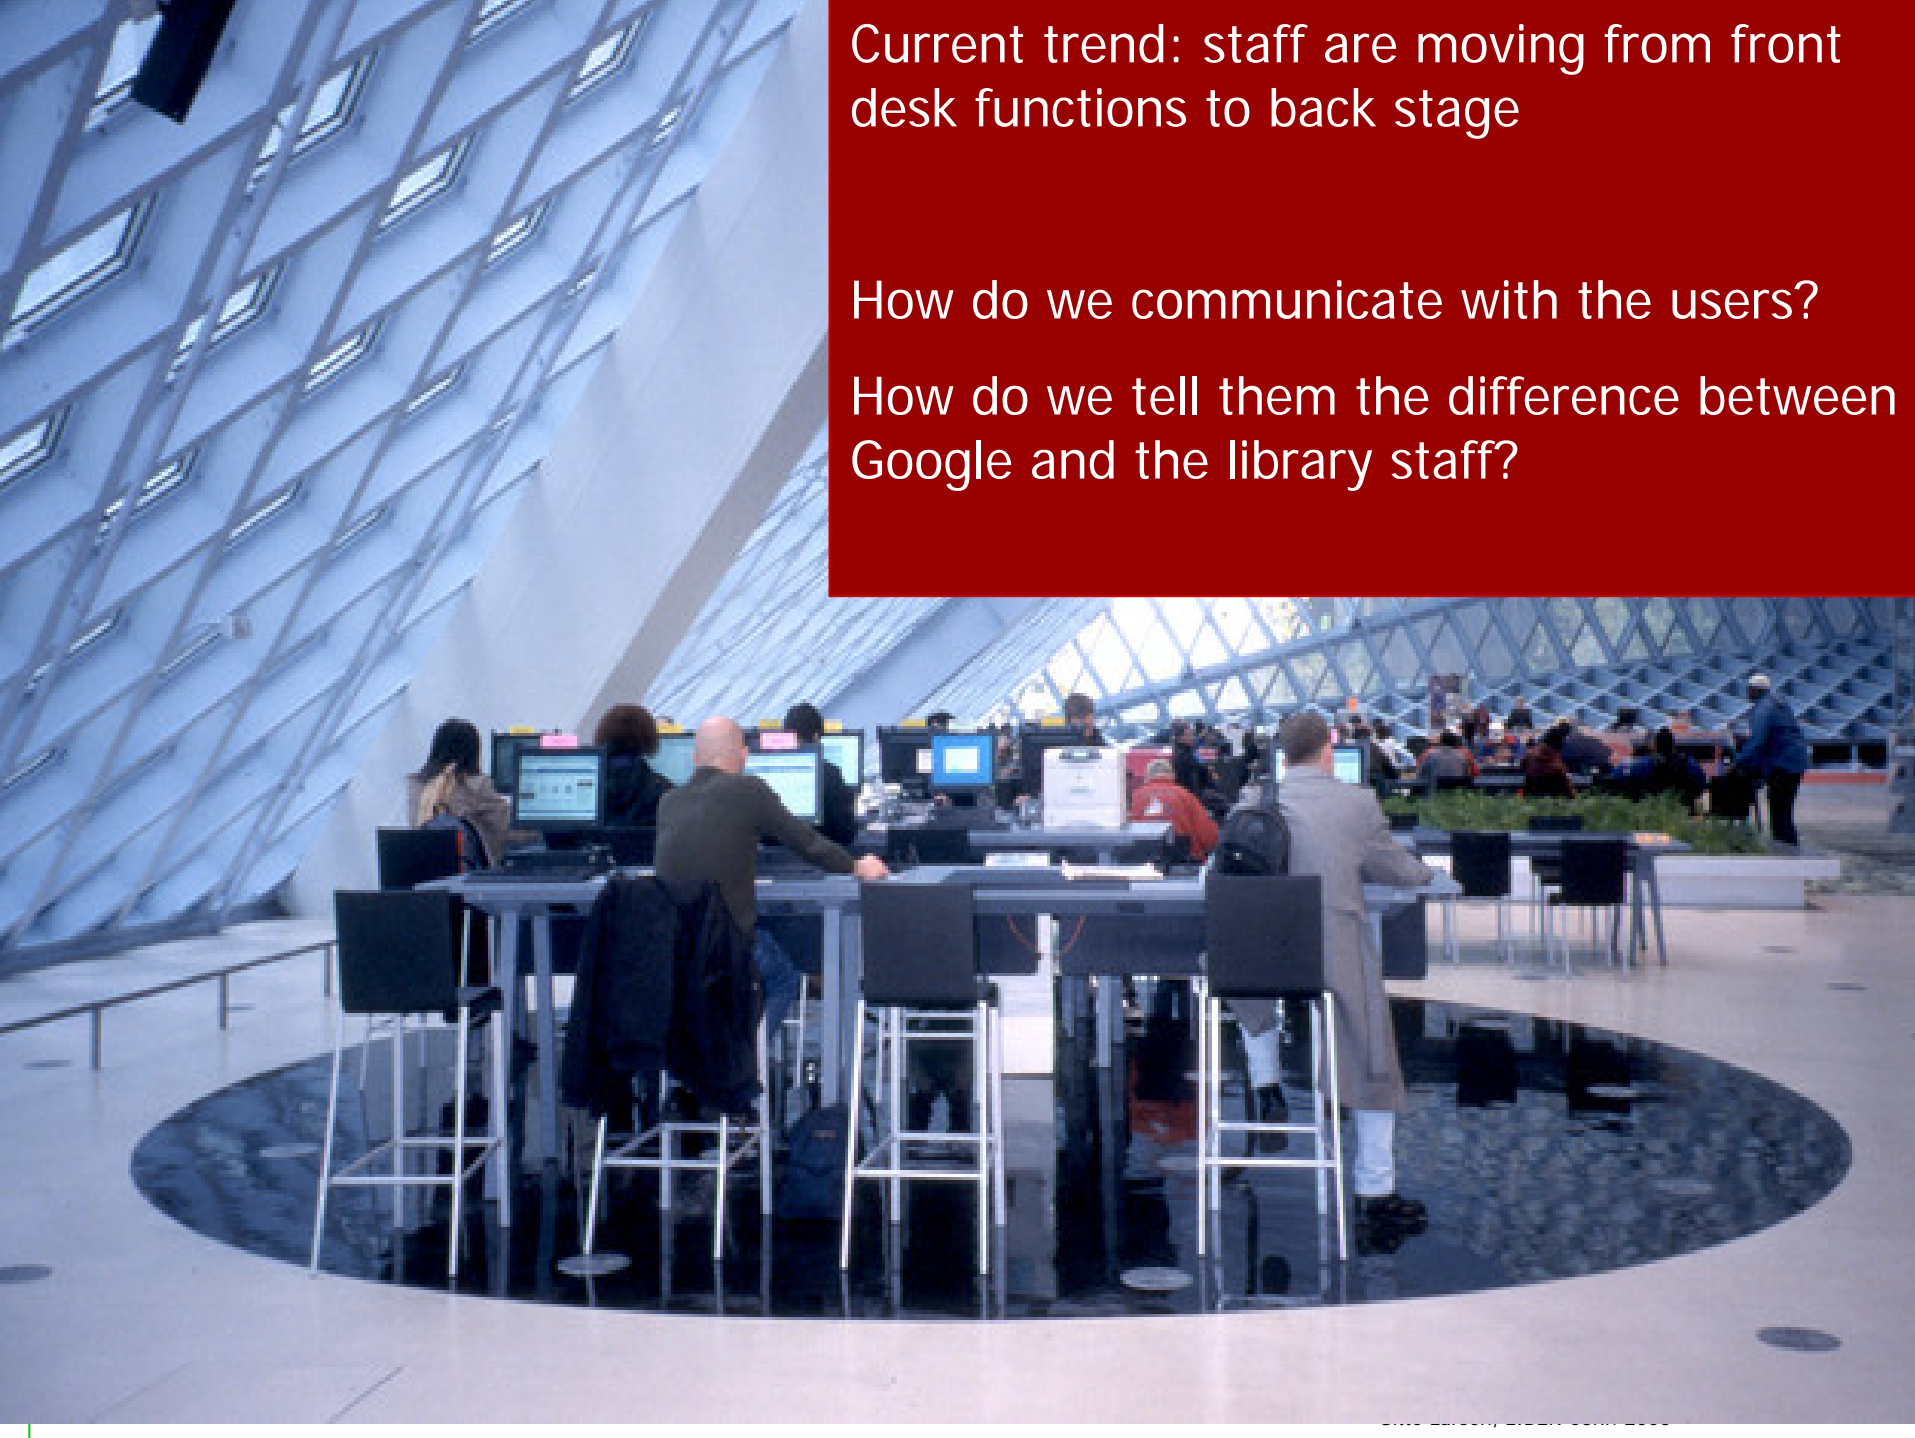 Current trend: staff are moving from front
desk functions to back stage
How do we communicate with the users?
How do we tell them the difference between
Google and the library staff?